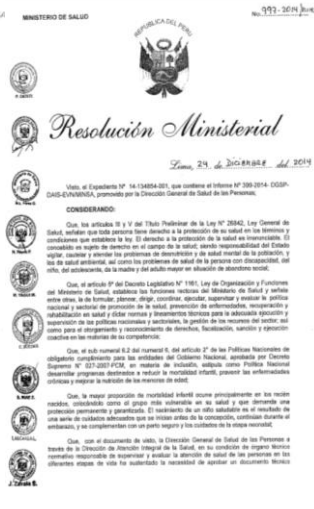 MINISTERIO DE SALUD
No. 997-2014/MINSA
REPUBLICA DEL PERU
Resolución Ministerial
Lima, 24 de DICIEMBRE del 2014
Visto, el Expediente N° 14-134854-001, que contiene el Informe N° 399-2014- DGSP-
DAIS-EVN/MINSA, promovido por la Dirección General de Salud de las Personas;
CONSIDERANDO:
Que, los artículos III y V del Título Preliminar de la Ley N° 26842, Ley General de
Salud, señalan que toda persona tiene derecho a la protección de su salud en los términos y
condiciones que establece la ley. El derecho a la protección de la salud es irrenunciable. El
concebido es sujeto de derecho en el campo de la salud; siendo responsabilidad del Estado
vigilar, cautelar y atender los problemas de desnutrición y de salud mental de la población, y
los de salud ambiental, así como los problemas de salud de la persona con discapacidad, del
niño, del adolescente, de la madre y del adulto mayor en situación de abandono social;
Que, el artículo 5° del Decreto Legislativo N° 1161, Ley de Organización y Funciones
del Ministerio de Salud, establece las funciones rectoras del Ministerio de Salud y señala
entre otras, la de formular, planear, dirigir, coordinar, ejecutar, supervisar y evaluar la política
nacional y sectorial de promoción de la salud, prevención de enfermedades, recuperación y
rehabilitación en salud y dictar normas y lineamientos técnicos para la adecuada ejecución y
supervisión de las políticas nacionales y sectoriales, la gestión de los recursos del sector; así
como para el otorgamiento y reconocimiento de derechos, fiscalización, sanción y ejecución
coactiva en las materias de su competencia;
Que, el sub numeral 6.2 del numeral 6, del artículo 2° de las Políticas Nacionales de
obligatorio cumplimiento para las entidades del Gobierno Nacional, aprobada por Decreto
Supremo N° 027-2007-PCM, en materia de inclusión, estipula como Política Nacional
desarrollar programas destinados a reducir la mortalidad infantil, prevenir las enfermedades
crónicas y mejorar la nutrición de los menores de edad;
Que, la mayor proporción de mortalidad infantil ocurre principalmente en los recién
nacidos, colocándolo como el grupo más vulnerable en su salud y que demanda una
protección permanente y garantizada. El nacimiento de un niño saludable es el resultado de
una serie de cuidados adecuados que se inician antes de la concepción, continúan durante el
embarazo, y se complementan con un parto seguro y los cuidados de la etapa neonatal;
Que, con el documento de visto, la Dirección General de Salud de las Personas a
través de la Dirección de Atención Integral de la Salud, en su condición de órgano técnico
normativo responsable de supervisar y evaluar la atención de salud de las personas en las
diferentes etapas de vida ha sustentado la necesidad de aprobar un documento técnico
J. Zavala S.